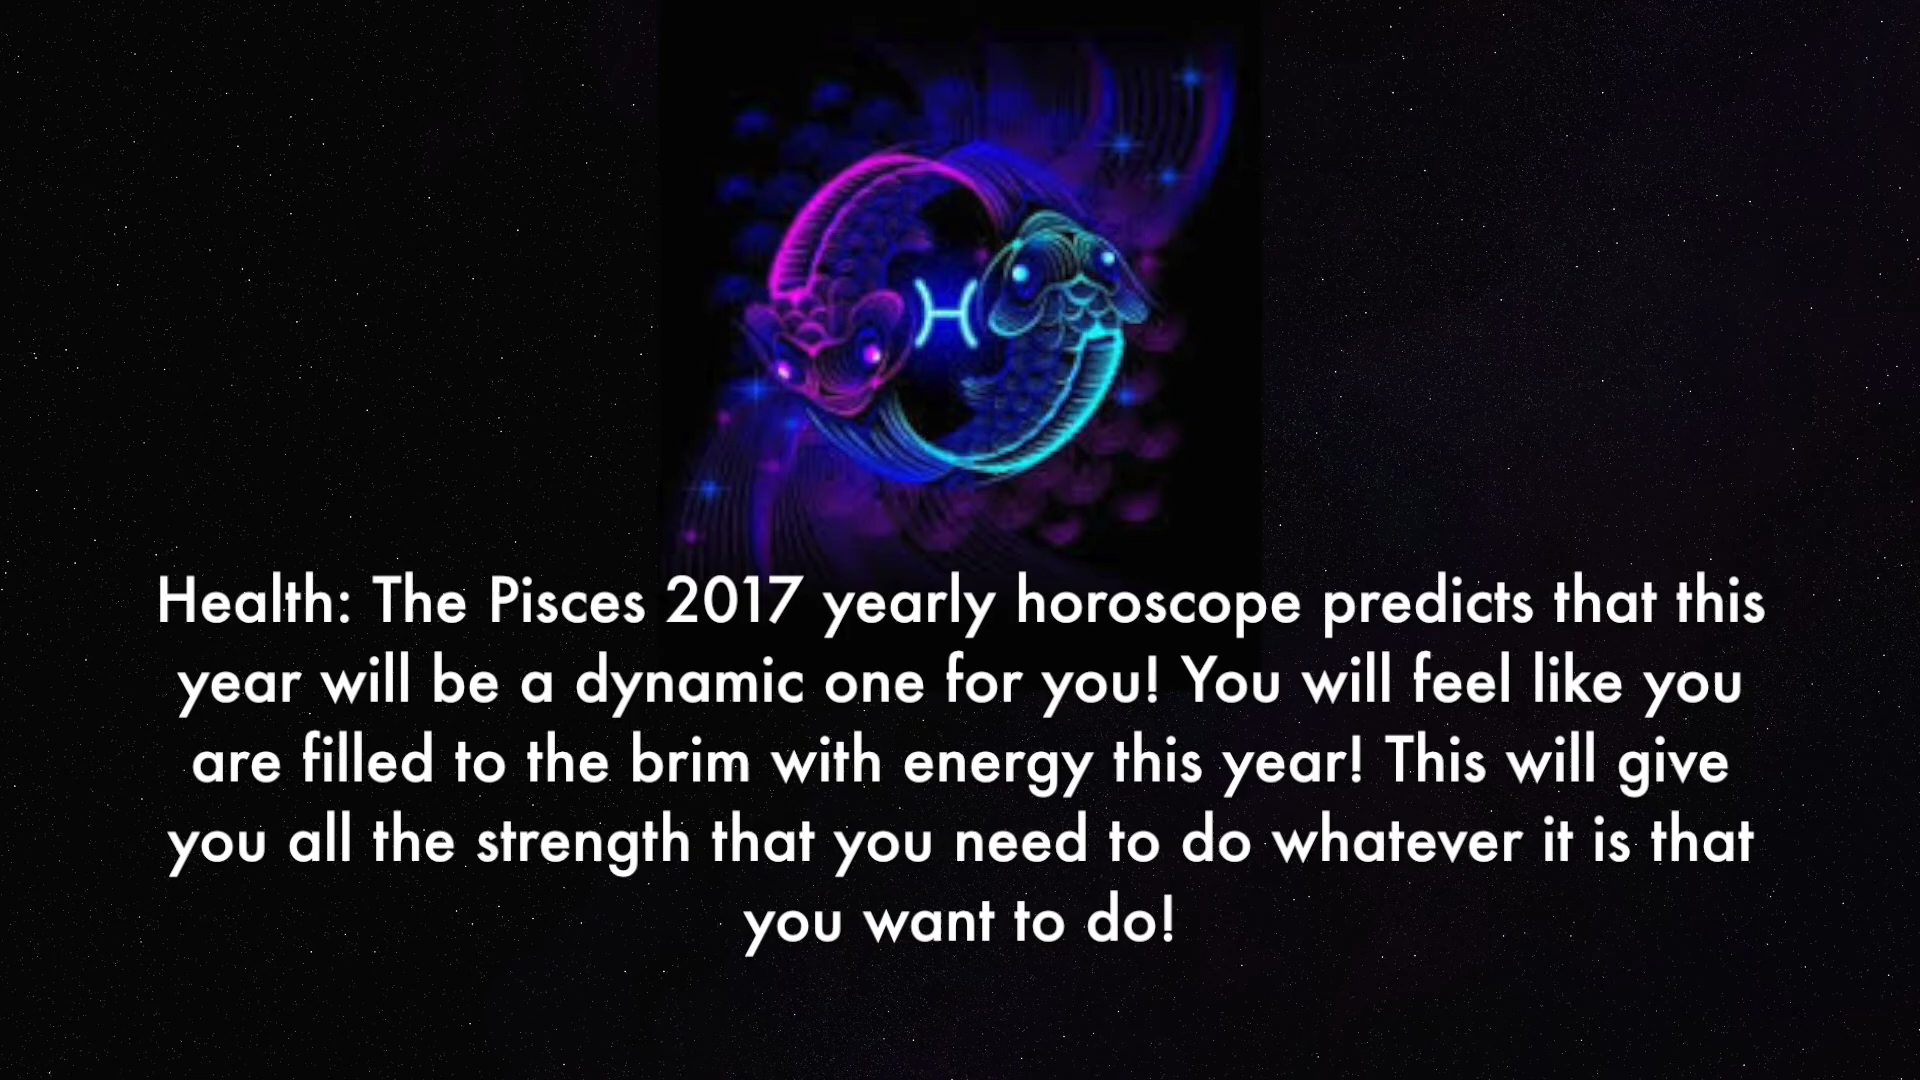 Health: The Pisces 2017 yearly horoscope predicts that this
year will be a dynamic one for you! You will feel like you
are filled to the brim with energy this year! This will give
you all the strength that you need to do whatever it is that
you want to do!